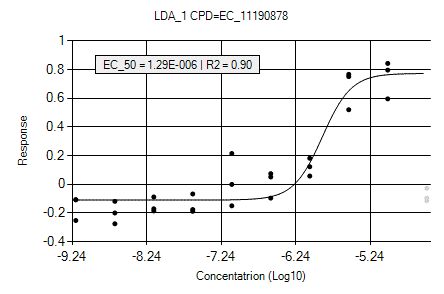 LDA_1 CPD=EC_11190878
EC_50 = 1.29E-006 | R2 = 0.90
Response
1
0.8
0.6
0.4
0.2
0
-0.2
-0.4
-9.24 -8.24 -7.24 -6.24 -5.24
Concentatrion (Log10)